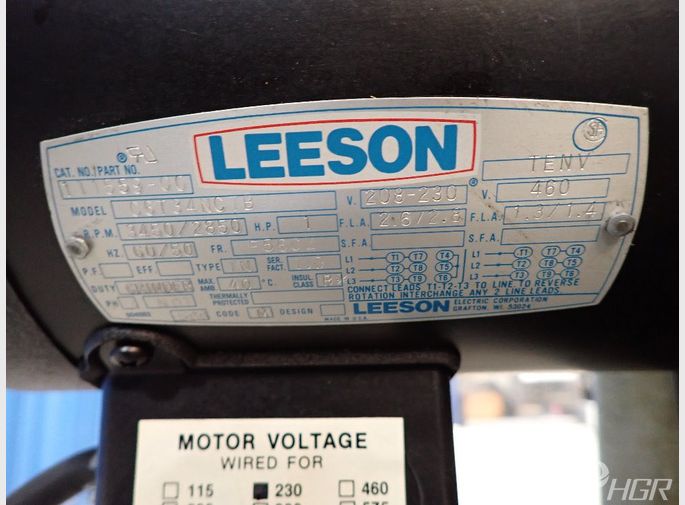 LEESON
CAT. NO./PART NO.
TENV
MODEL
V. 208-230 V. 460
R.P.M. 3450/2850 H.P. 1 F.L.A. 2.6/2.8 F.L.A. 1.3/1.4
HZ. 60/50 FR. S.F.A. S.F.A.
P.F. EFF TYPE SER. FACT. L1 T1 T7 T4 L1 T1 T7 T4
L2 T2 T8 T5 L2 T2 T8 T5
L3 T3 T9 T6 L3 T3 T9 T6
DUTY GRINDER MAX. AMB. 40 °C. INSUL CLASS
CONNECT LEADS T1-T2-T3 TO LINE TO REVERSE
ROTATION INTERCHANGE ANY 2 LINE LEADS.
PH THERMALLY PROTECTED
LEESON ELECTRIC CORPORATION
GRAFTON, WI. 53024
CODE M DESIGN MADE IN U.S.A.
MOTOR VOLTAGE
WIRED FOR
115 230 460
575
HGR